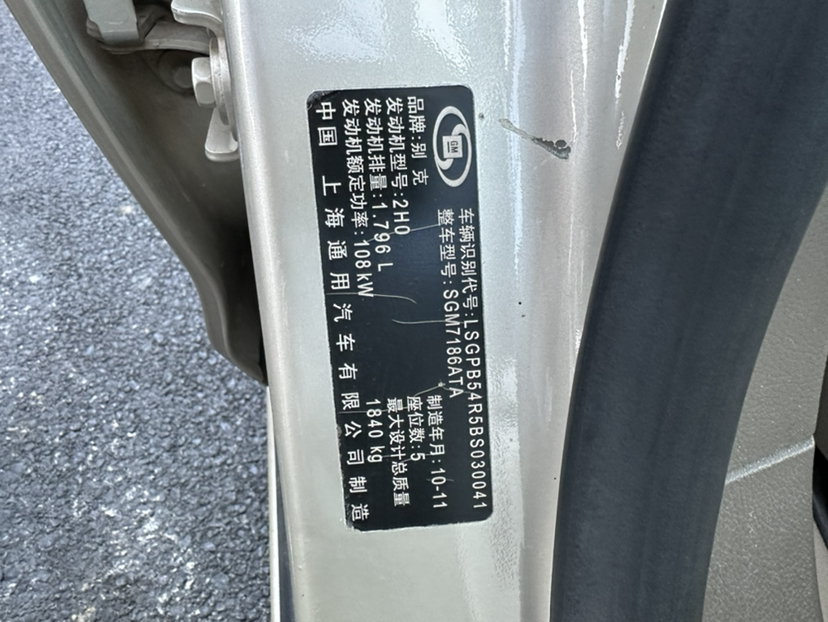 GM
车辆识别代号:LSGPB54R5BS030041
整车型号:SGM7186ATA
品牌:别克
制造年月:10-11
发动机型号:2H0
座位数:5
发动机排量:1.796 L
最大设计总质量
发动机额定功率:108kW
1840 kg
中国 上海通用汽车有限公司制造